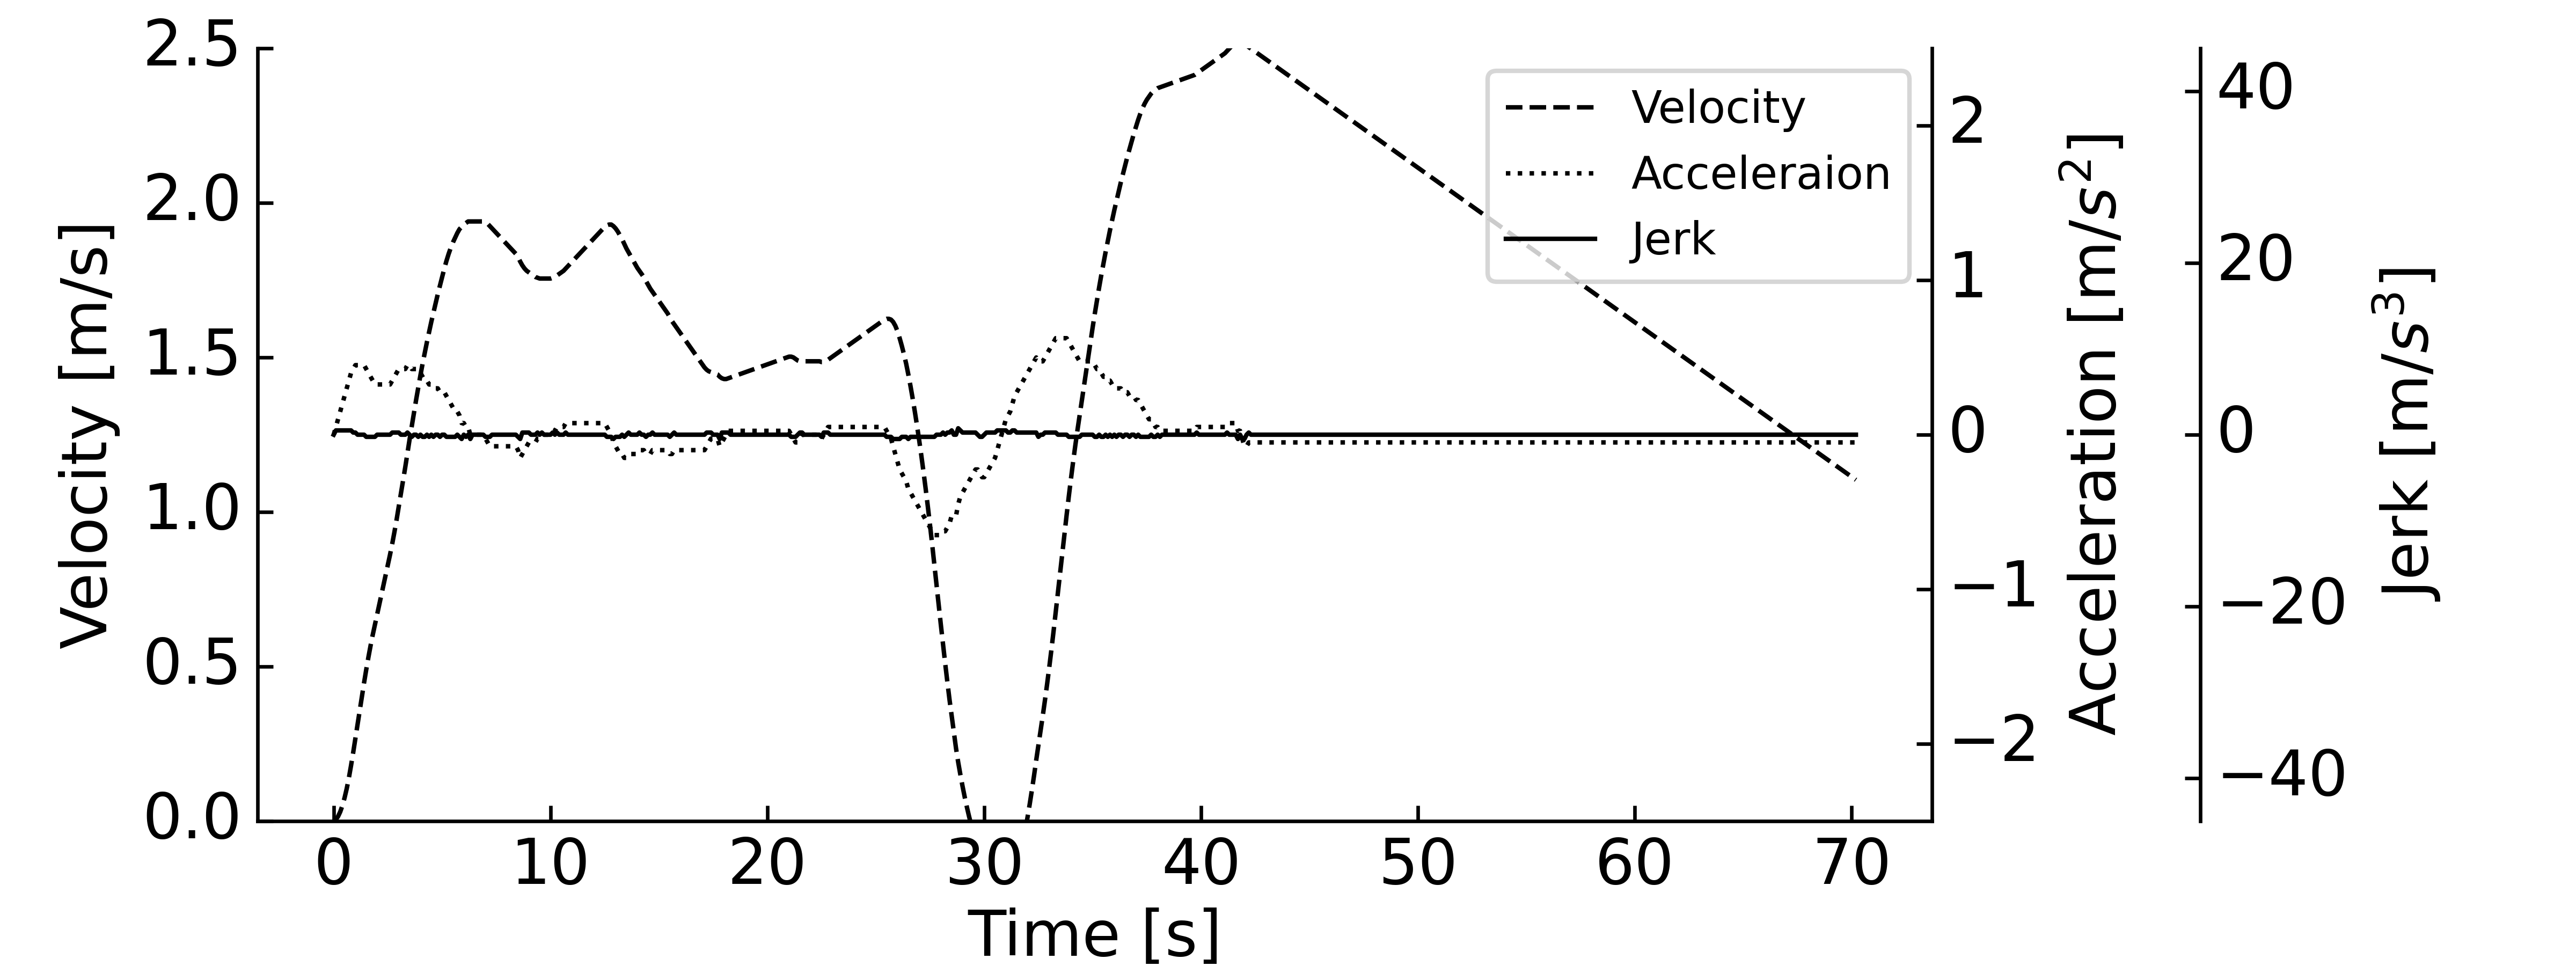 2.5
2.0
1.5
1.0
0.5
0.0
Velocity [m/s]
0 10 20 30 40 50 60 70
Time [s]
Velocity
Acceleraion
Jerk
2
1
0
−1
−2
Acceleration [m/s²]
40
20
0
−20
−40
Jerk [m/s³]